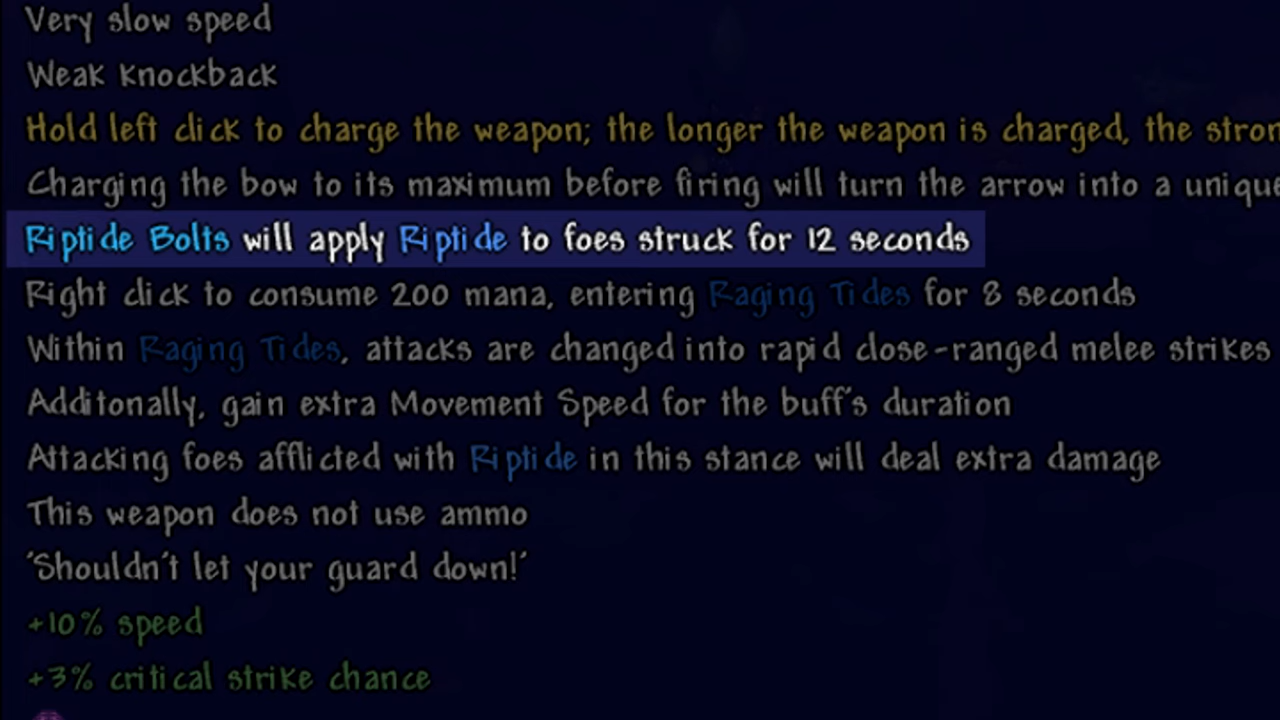 Very slow speed
Weak knockback
Hold left click to charge the weapon; the longer the weapon is charged, the
Charging the bow to its maximum before firing will turn the arrow into a
Riptide Bolts will apply Riptide to foes struck for 12 seconds
Right click to consume 200 mana, entering Raging Tides for 8 seconds
Within Raging Tides, attacks are changed into rapid close-ranged melee strikes
Additonally, gain extra Movement Speed for the buff's duration
Attacking foes afflicted with Riptide in this stance will deal extra damage
This weapon does not use ammo
'Shouldn't let your guard down!'
+10% speed
+3% critical strike chance